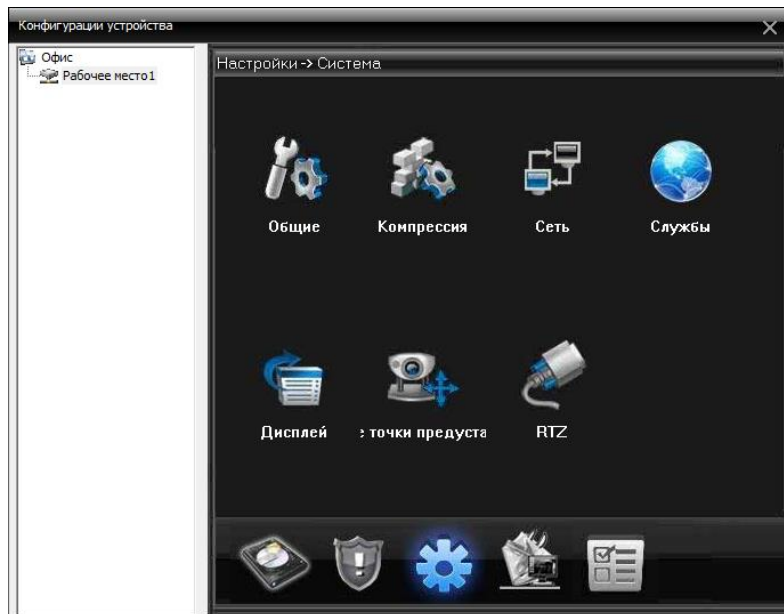 Конфигурации устройства
Офис
Рабочее место1
Настройки -> Система
Общие
Компрессия
Сеть
Службы
Дисплей
точки предуста
RTZ